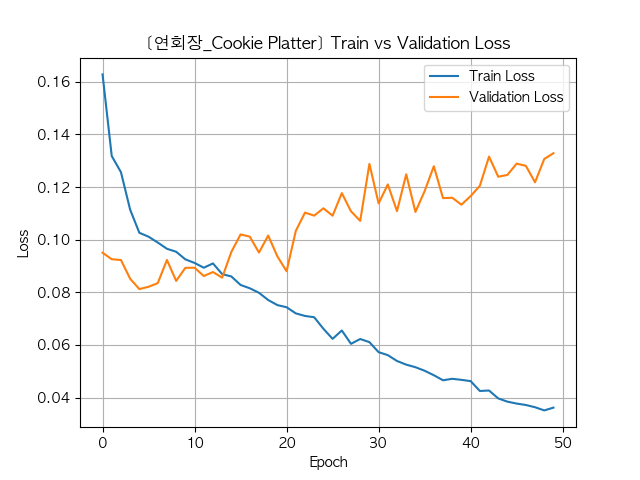 [연회장_Cookie Platter] Train vs Validation Loss
Train Loss
Validation Loss
Loss
0.16
0.14
0.12
0.10
0.08
0.06
0.04
0 10 20 30 40 50
Epoch